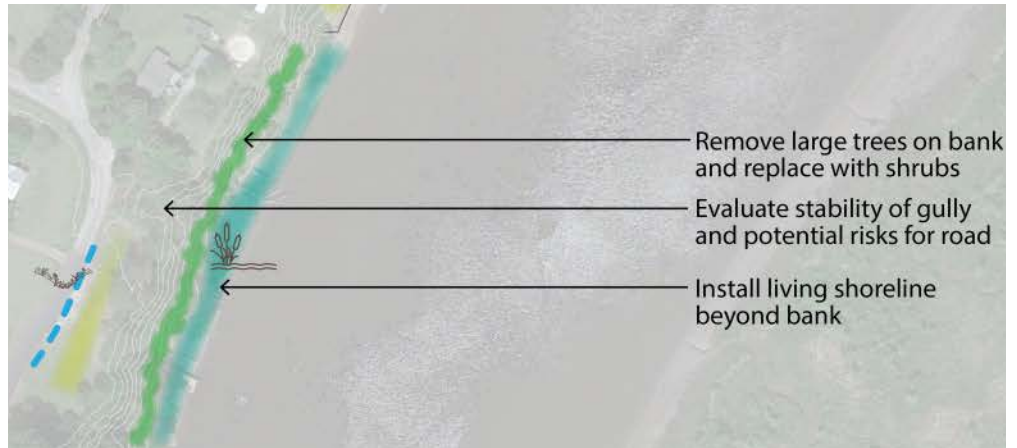 Remove large trees on bank
and replace with shrubs
Evaluate stability of gully
and potential risks for road
Install living shoreline
beyond bank